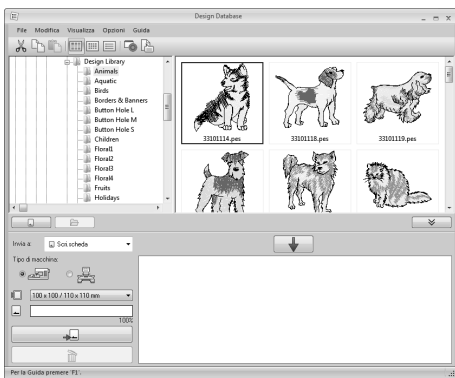 Design Database
File Modifica Visualizza Opzioni Guida
Design Library
Animals
Aquatic
Birds
Borders & Banners
Button Hole L
Button Hole M
Button Hole S
Children
Floral1
Floral2
Floral3
Floral4
Fruits
Holidays
33101114.pes 33101118.pes 33101119.pes
Invia a: Scri.scheda
Tipo di macchina:
100 x 100 / 110 x 110 mm
100%
Per la Guida premere 'F1'.